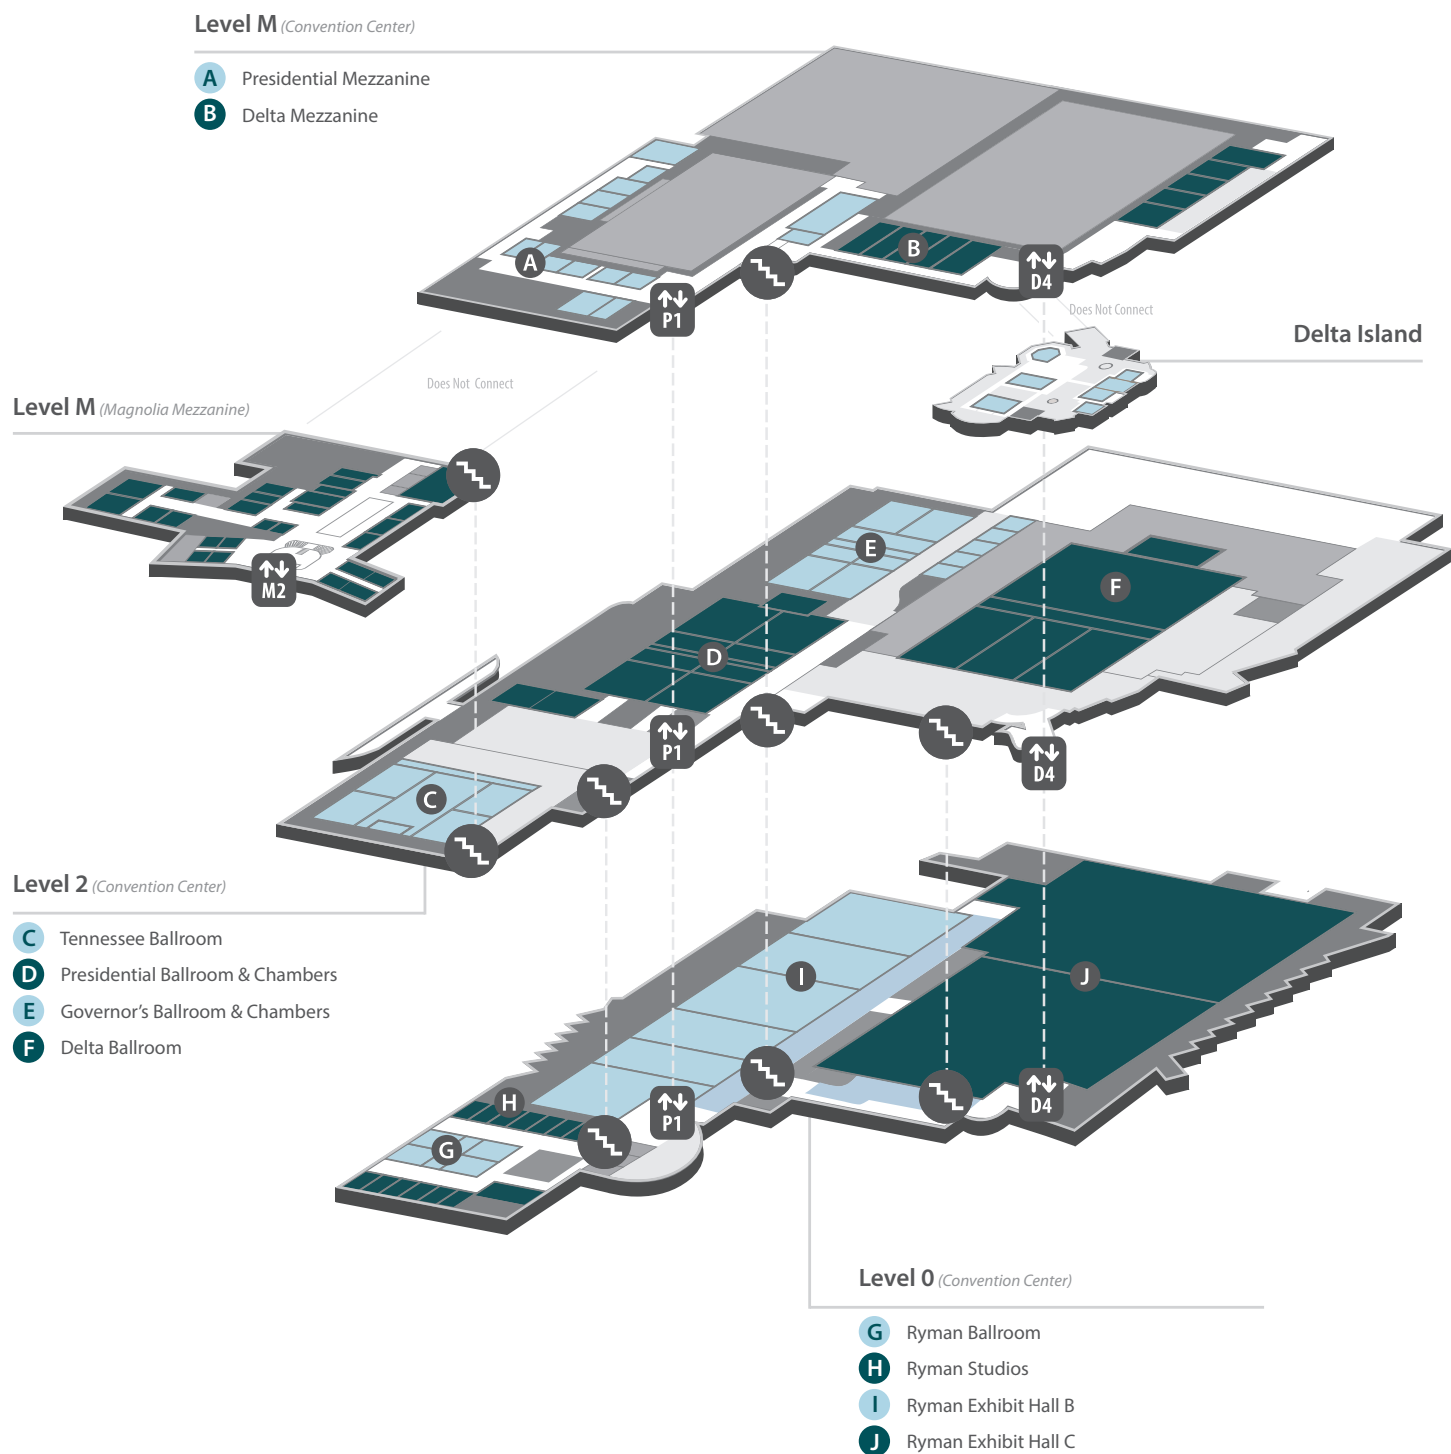 Level M (Convention Center)
A Presidential Mezzanine
B Delta Mezzanine
B
A
D4
P1
Does Not Connect
Delta Island
Does Not Connect
Level M (Magnolia Mezzanine)
M2
E
F
D
P1
D4
C
Level 2 (Convention Center)
C Tennessee Ballroom
D Presidential Ballroom & Chambers
E Governor's Ballroom & Chambers
F Delta Ballroom
I
J
H
P1
D4
G
Level 0 (Convention Center)
G Ryman Ballroom
H Ryman Studios
I Ryman Exhibit Hall B
J Ryman Exhibit Hall C